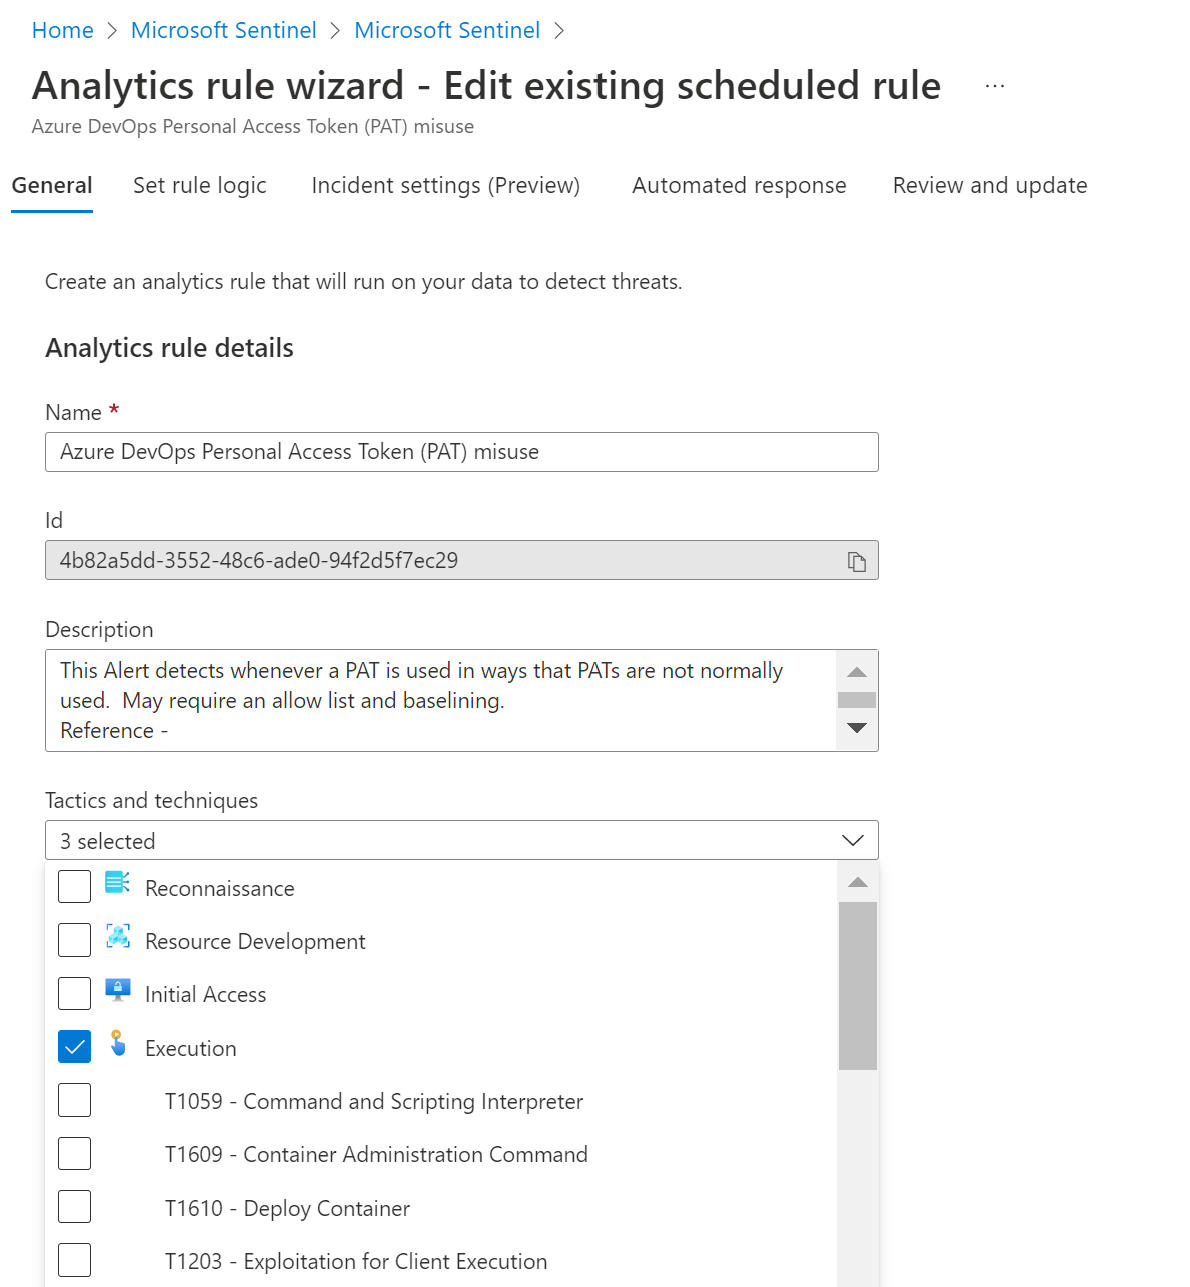 Home > Microsoft Sentinel > Microsoft Sentinel >
Analytics rule wizard - Edit existing scheduled rule ...
Azure DevOps Personal Access Token (PAT) misuse
General Set rule logic Incident settings (Preview) Automated response Review and update
Create an analytics rule that will run on your data to detect threats.
Analytics rule details
Name *
Azure DevOps Personal Access Token (PAT) misuse
Id
4b82a5dd-3552-48c6-ade0-94f2d5f7ec29
Description
This Alert detects whenever a PAT is used in ways that PATs are not normally
used.  May require an allow list and baselining.
Reference -
Tactics and techniques
3 selected
Reconnaissance
Resource Development
Initial Access
Execution
T1059 - Command and Scripting Interpreter
T1609 - Container Administration Command
T1610 - Deploy Container
T1203 - Exploitation for Client Execution